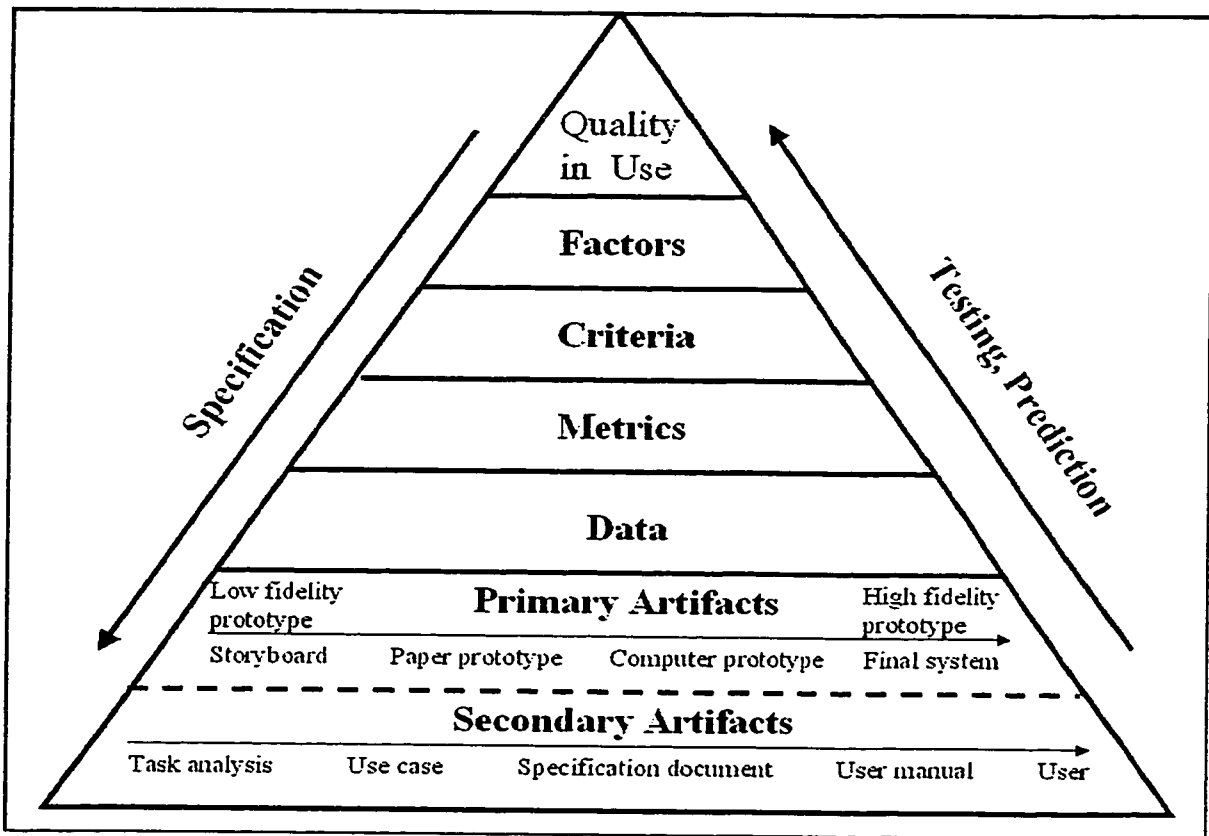 Quality
in Use
Factors
Criteria
Metrics
Data
Specification
Testing, Prediction
Low fidelity
prototype
Primary Artifacts
High fidelity
prototype
Storyboard Paper prototype Computer prototype Final system
Secondary Artifacts
Task analysis Use case Specification document User manual User